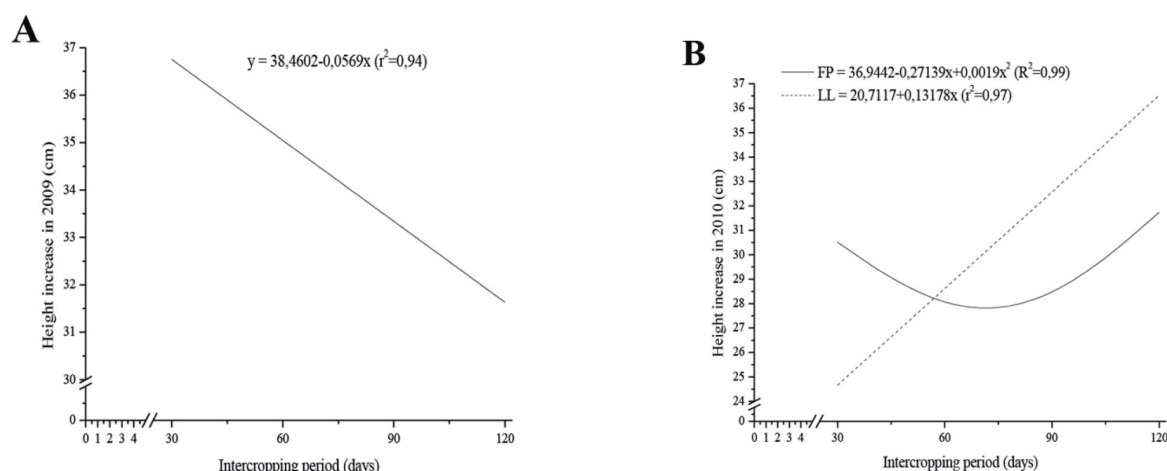 A
y = 38,4602-0,0569x (r²=0,94)
Height increase in 2009 (cm)
37
36
35
34
33
32
31
30
0
0 1 2 3 4 30 60 90 120
Intercropping period (days)
B
FP = 36,9442-0,27139x+0,0019x² (R²=0,99)
LL = 20,7117+0,13178x (r²=0,97)
Height increase in 2010 (cm)
37
36
35
34
33
32
31
30
29
28
27
26
25
24
0
0 1 2 3 4 30 60 90 120
Intercropping period (days)